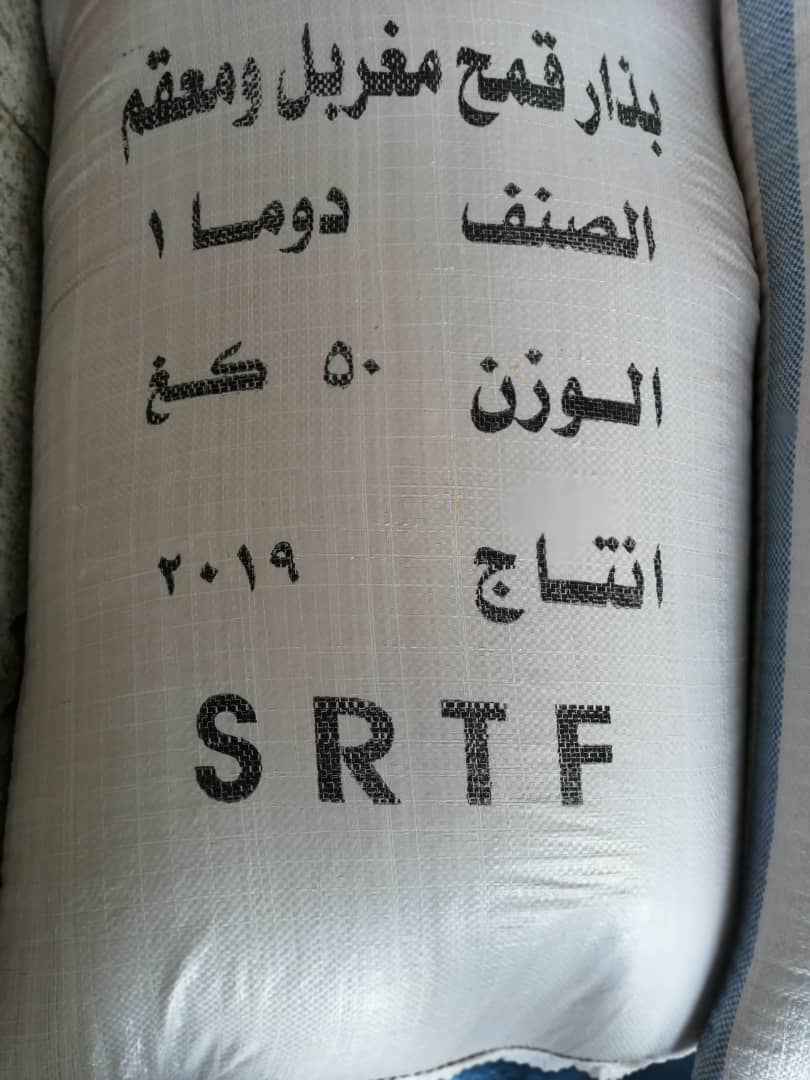 بذار قمح مغربل ومعقم
الصنف دوما ١
الوزن ٥٠ كغ
انتاج ٢٠١٩
SRTF